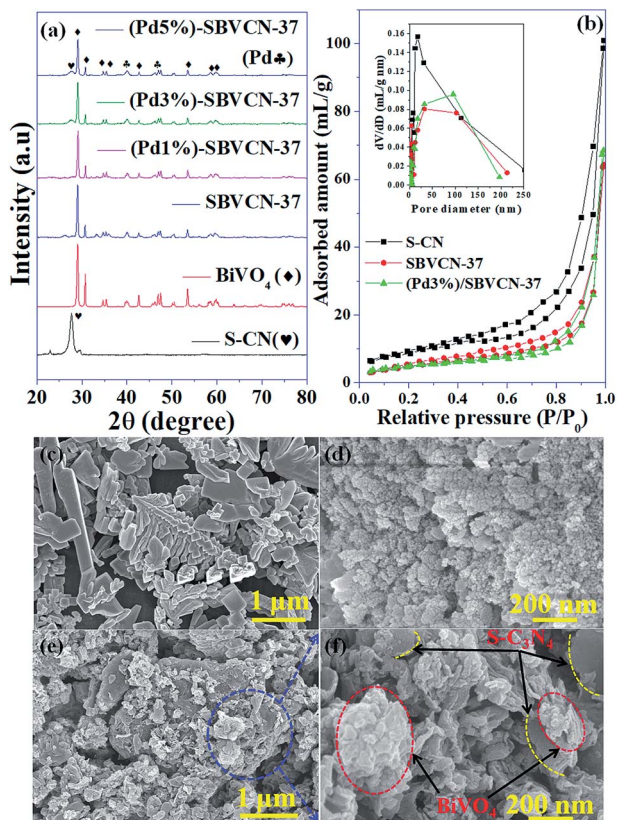 (a)
(Pd5%)-SBVCN-37
(Pd♣)
(Pd3%)-SBVCN-37
(Pd1%)-SBVCN-37
SBVCN-37
BiVO₄(♦)
S-CN(♥)
Intensity (a.u)
20 30 40 50 60 70 80
2θ (degree)
(b)
Adsorbed amount (mL/g)
100
80
60
40
20
0
dV/dD (mL/g nm)
0.16
0.14
0.12
0.10
0.08
0.06
0.04
0.02
0.00
0 50 100 150 200 250
Pore diameter (nm)
S-CN
SBVCN-37
(Pd3%)/SBVCN-37
0.0 0.2 0.4 0.6 0.8 1.0
Relative pressure (P/P₀)
(c)
1 μm
(d)
200 nm
(e)
1 μm
(f)
S-C₃N₄
BiVO₄
200 nm